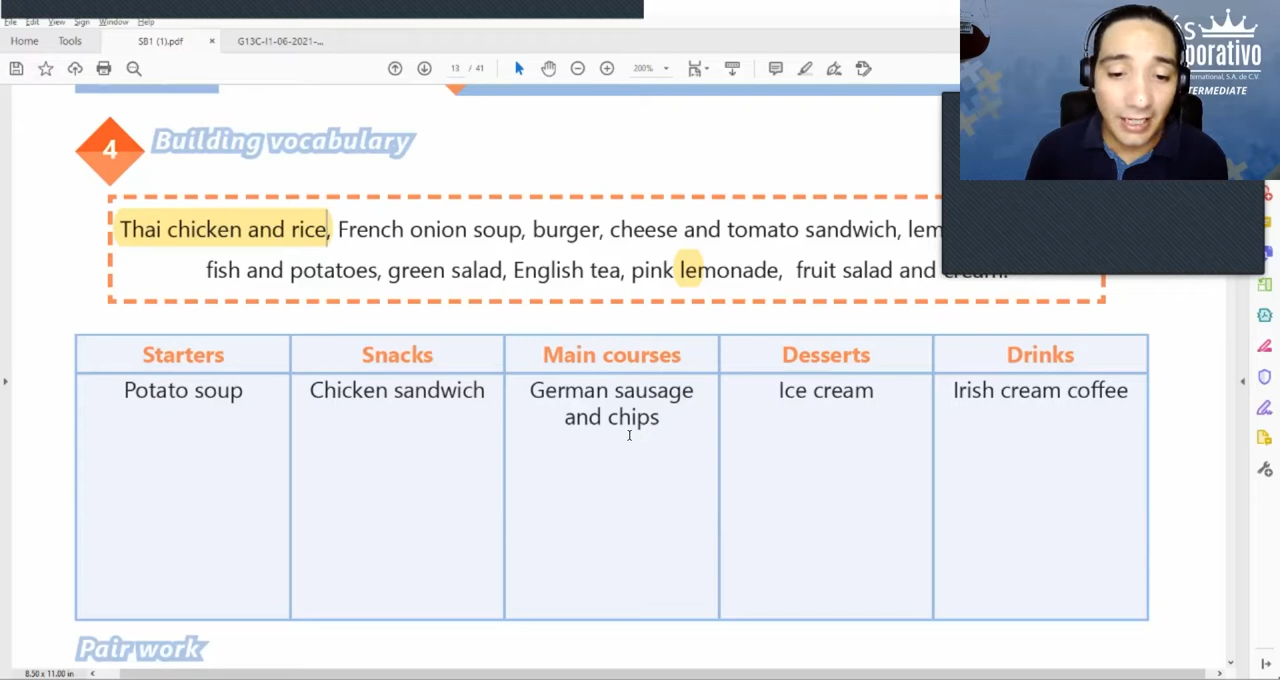 File Edit View Sign Window Help
Home Tools SB1 (1).pdf × G13C-I1-06-2021-...
13 / 41 200%
ós
porativo
nternational, S.A. de C.V.
TERMEDIATE
4 Building vocabulary
Thai chicken and rice, French onion soup, burger, cheese and tomato sandwich, lem
fish and potatoes, green salad, English tea, pink lemonade, fruit salad and cream.
Starters Snacks Main courses Desserts Drinks
Potato soup Chicken sandwich German sausage and chips Ice cream Irish cream coffee
Pair work
8.50 x 11.00 in